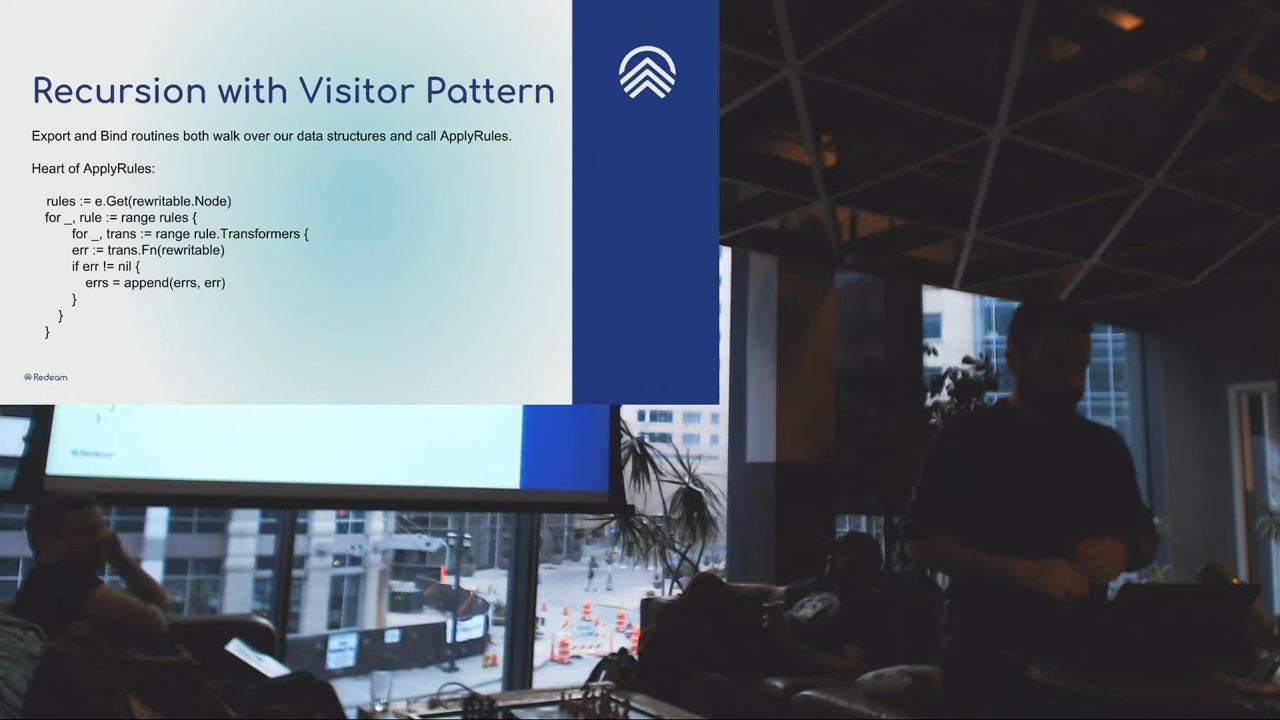 Recursion with Visitor Pattern
Export and Bind routines both walk over our data structures and call ApplyRules.
Heart of ApplyRules:
rules := e.Get(rewritable.Node)
for _, rule := range rules {
for _, trans := range rule.Transformers {
err := trans.Fn(rewritable)
if err != nil {
errs = append(errs, err)
}
}
}
Redeam